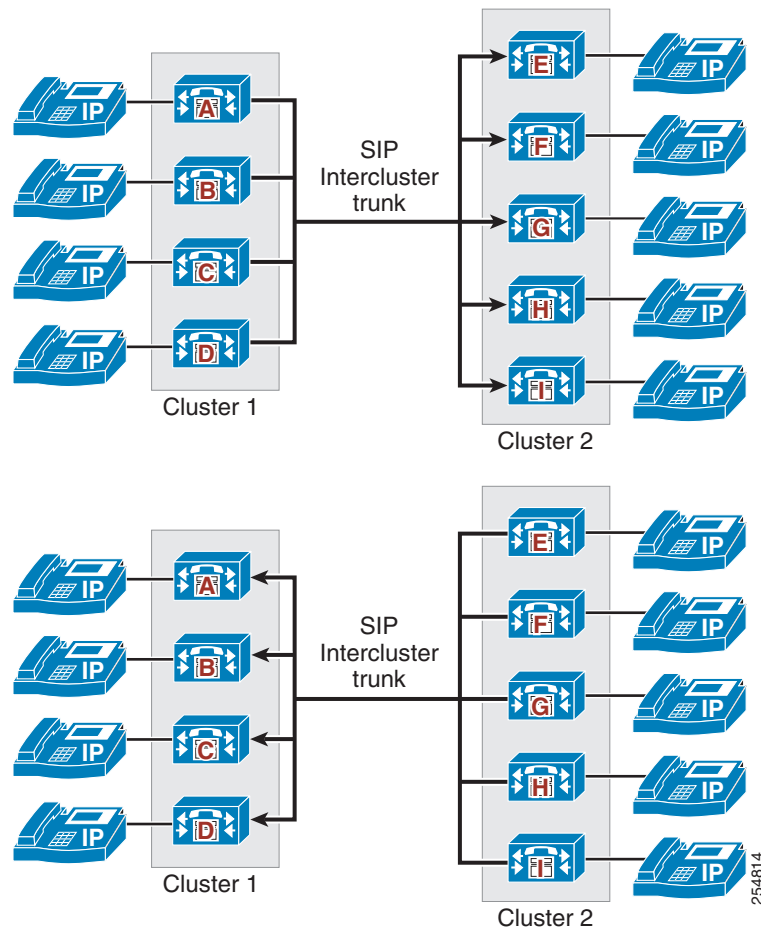 IP A E IP
IP B F IP
SIP
Intercluster
trunk
IP C G IP
IP D H IP
Cluster 1
I IP
Cluster 2
IP A E IP
IP B F IP
SIP
Intercluster
trunk
IP C G IP
IP D H IP
Cluster 1
I IP
Cluster 2
254814